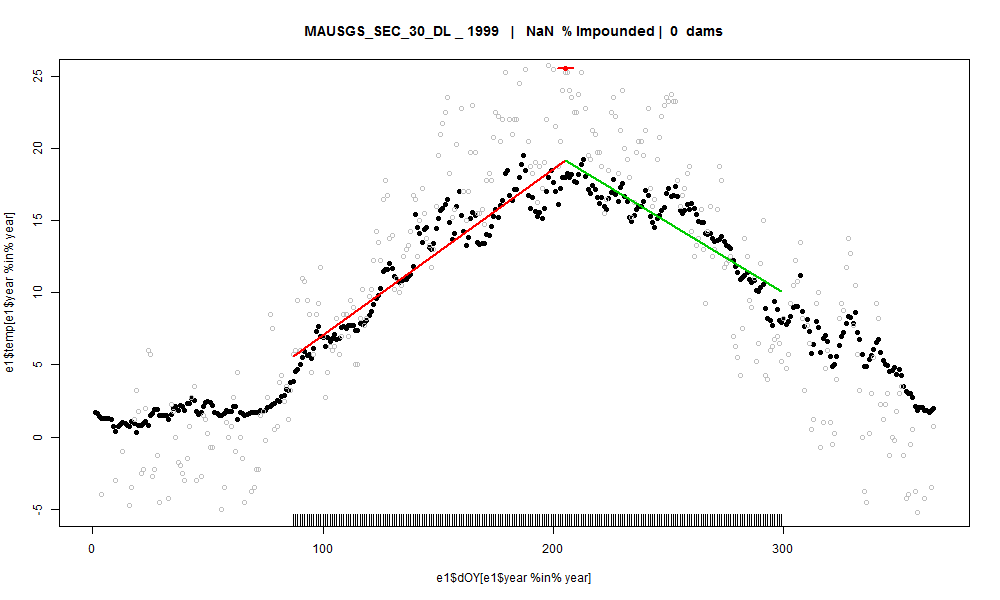 MAUSGS_SEC_30_DL _ 1999 | NaN % Impounded | 0 dams
e1$temp[e1$year %in% year]
25
20
15
10
5
0
-5
0 100 200 300
e1$dOY[e1$year %in% year]